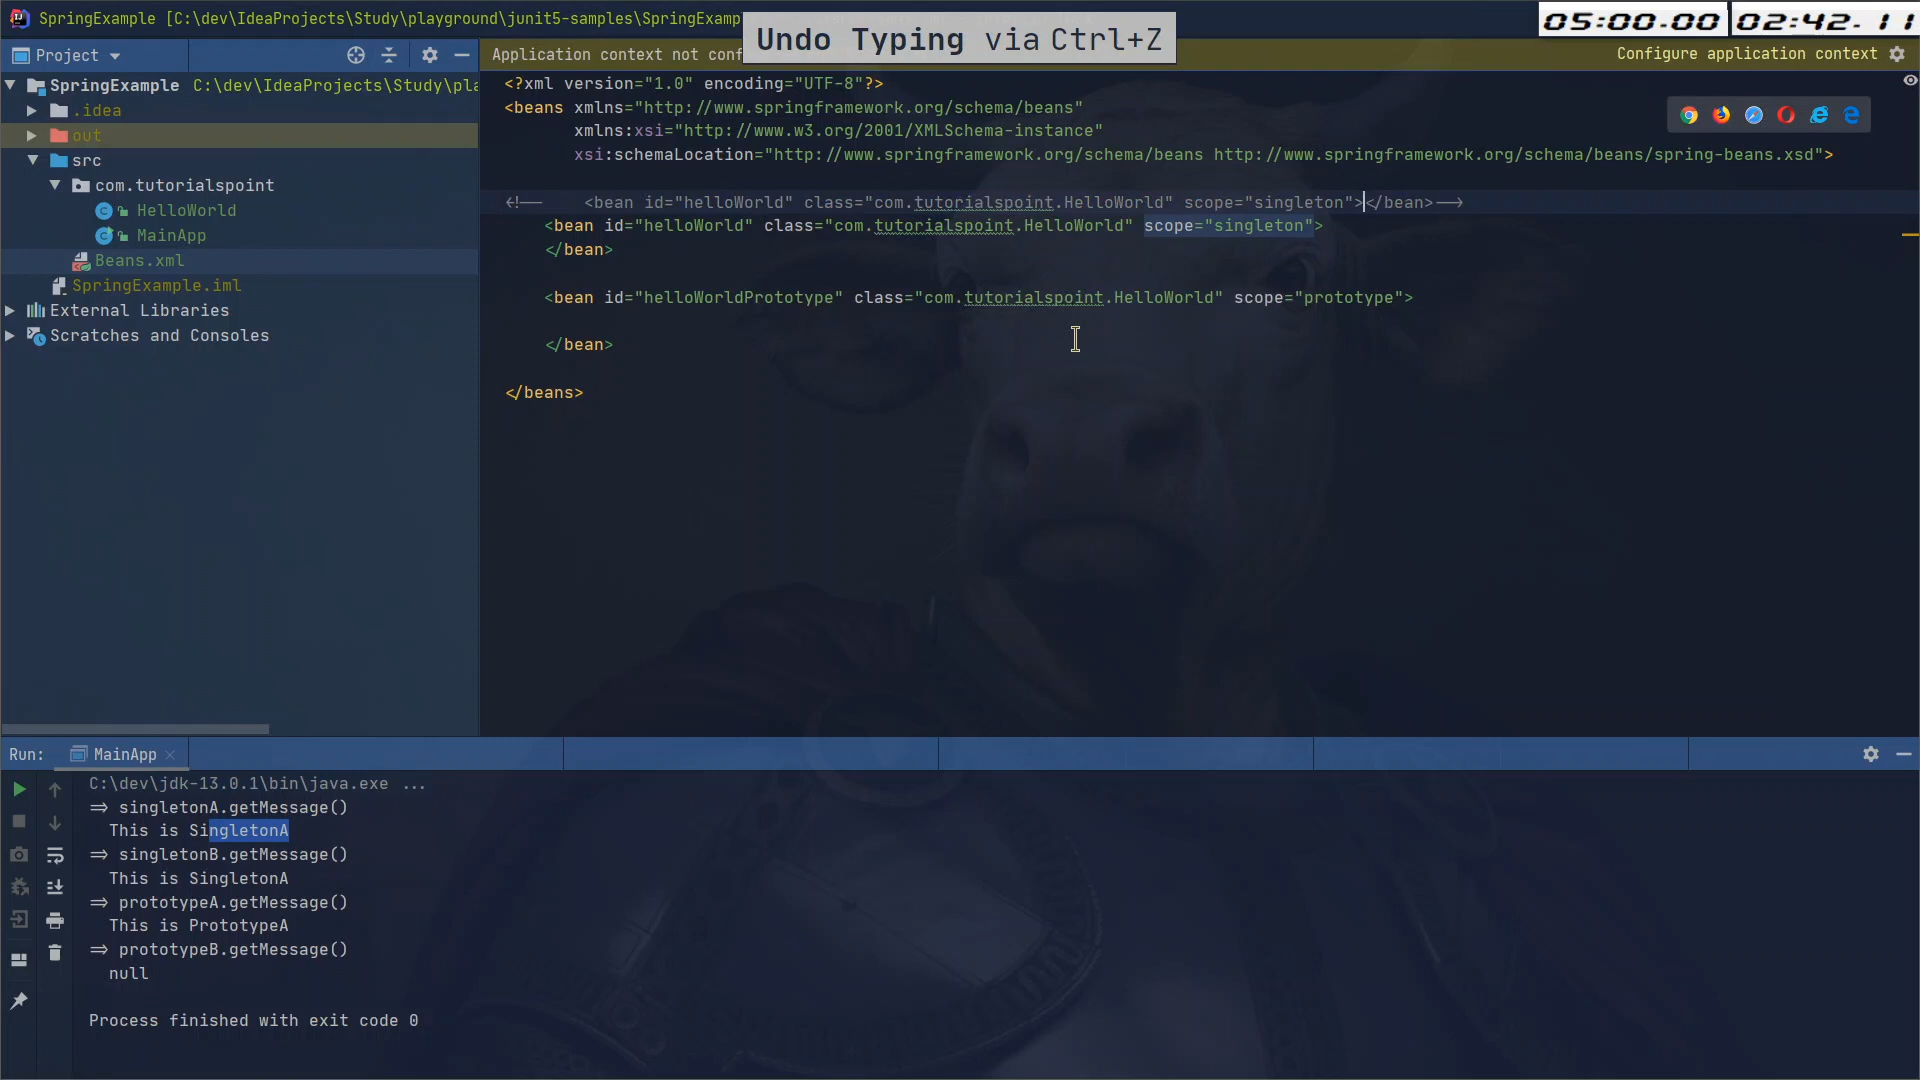 SpringExample [C:\dev\IdeaProjects\Study\playground\junit5-samples\SpringExamp
Undo Typing via Ctrl+Z
05:00.00 02:42.11
Project
Application context not conf
Configure application context
SpringExample C:\dev\IdeaProjects\Study\pla
.idea
out
src
com.tutorialspoint
HelloWorld
MainApp
Beans.xml
SpringExample.iml
External Libraries
Scratches and Consoles
<?xml version="1.0" encoding="UTF-8"?>
<beans xmlns="http://www.springframework.org/schema/beans"
xmlns:xsi="http://www.w3.org/2001/XMLSchema-instance"
xsi:schemaLocation="http://www.springframework.org/schema/beans http://www.springframework.org/schema/beans/spring-beans.xsd">
<!-- <bean id="helloWorld" class="com.tutorialspoint.HelloWorld" scope="singleton"></bean>-->
<bean id="helloWorld" class="com.tutorialspoint.HelloWorld" scope="singleton">
</bean>
<bean id="helloWorldPrototype" class="com.tutorialspoint.HelloWorld" scope="prototype">
</bean>
</beans>
Run: MainApp
C:\dev\jdk-13.0.1\bin\java.exe ...
=> singletonA.getMessage()
This is SingletonA
=> singletonB.getMessage()
This is SingletonA
=> prototypeA.getMessage()
This is PrototypeA
=> prototypeB.getMessage()
null
Process finished with exit code 0